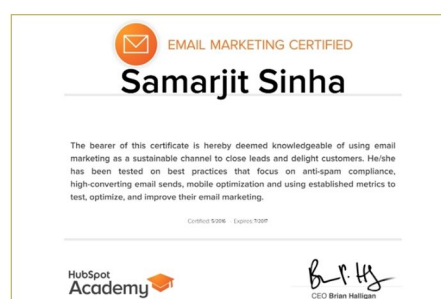 EMAIL MARKETING CERTIFIED
Samarjit Sinha
The bearer of this certificate is hereby deemed knowledgeable of using email
marketing as a sustainable channel to close leads and delight customers. He/she
has been tested on best practices that focus on anti-spam compliance,
high-converting email sends, mobile optimization and using established metrics to
test, optimize, and improve their email marketing.
Certified: 5/2016 Expires: 7/2017
HubSpot
Academy
CEO Brian Halligan